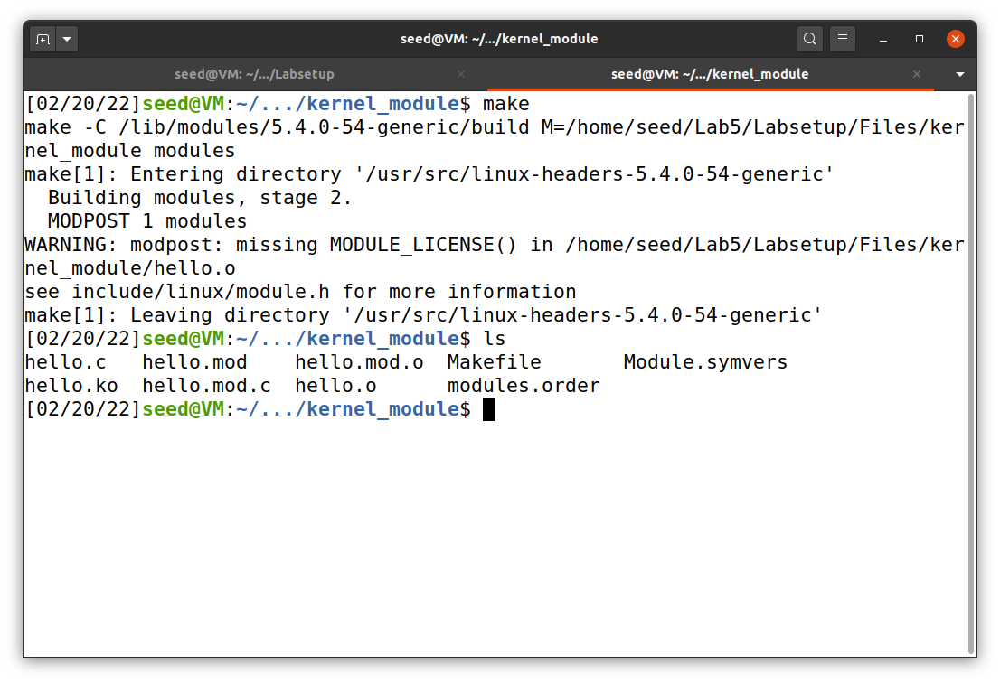 seed@VM: ~/.../kernel_module
seed@VM: ~/.../Labsetup
seed@VM: ~/.../kernel_module
[02/20/22]seed@VM:~/.../kernel_module$ make
make -C /lib/modules/5.4.0-54-generic/build M=/home/seed/Lab5/Labsetup/Files/ker
nel_module modules
make[1]: Entering directory '/usr/src/linux-headers-5.4.0-54-generic'
  Building modules, stage 2.
  MODPOST 1 modules
WARNING: modpost: missing MODULE_LICENSE() in /home/seed/Lab5/Labsetup/Files/ker
nel_module/hello.o
see include/linux/module.h for more information
make[1]: Leaving directory '/usr/src/linux-headers-5.4.0-54-generic'
[02/20/22]seed@VM:~/.../kernel_module$ ls
hello.c   hello.mod    hello.mod.o  Makefile       Module.symvers
hello.ko  hello.mod.c  hello.o      modules.order
[02/20/22]seed@VM:~/.../kernel_module$